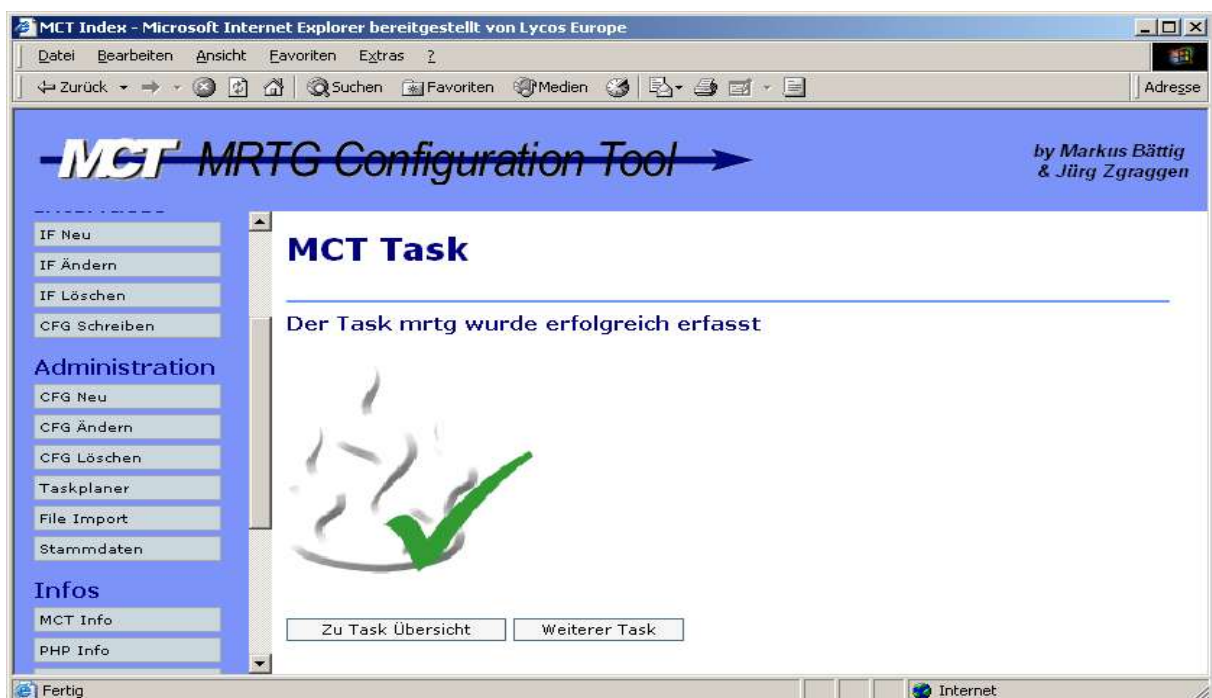 MCT Index - Microsoft Internet Explorer bereitgestellt von Lycos Europe
Datei Bearbeiten Ansicht Favoriten Extras ?
Zurück Suchen Favoriten Medien Adresse
MCT MRTG Configuration Tool
by Markus Bättig
& Jürg Zgraggen
IF Neu
IF Ändern
IF Löschen
CFG Schreiben
Administration
CFG Neu
CFG Ändern
CFG Löschen
Taskplaner
File Import
Stammdaten
Infos
MCT Info
PHP Info
MCT Task
Der Task mrtg wurde erfolgreich erfasst
Zu Task Übersicht Weiterer Task
Fertig Internet